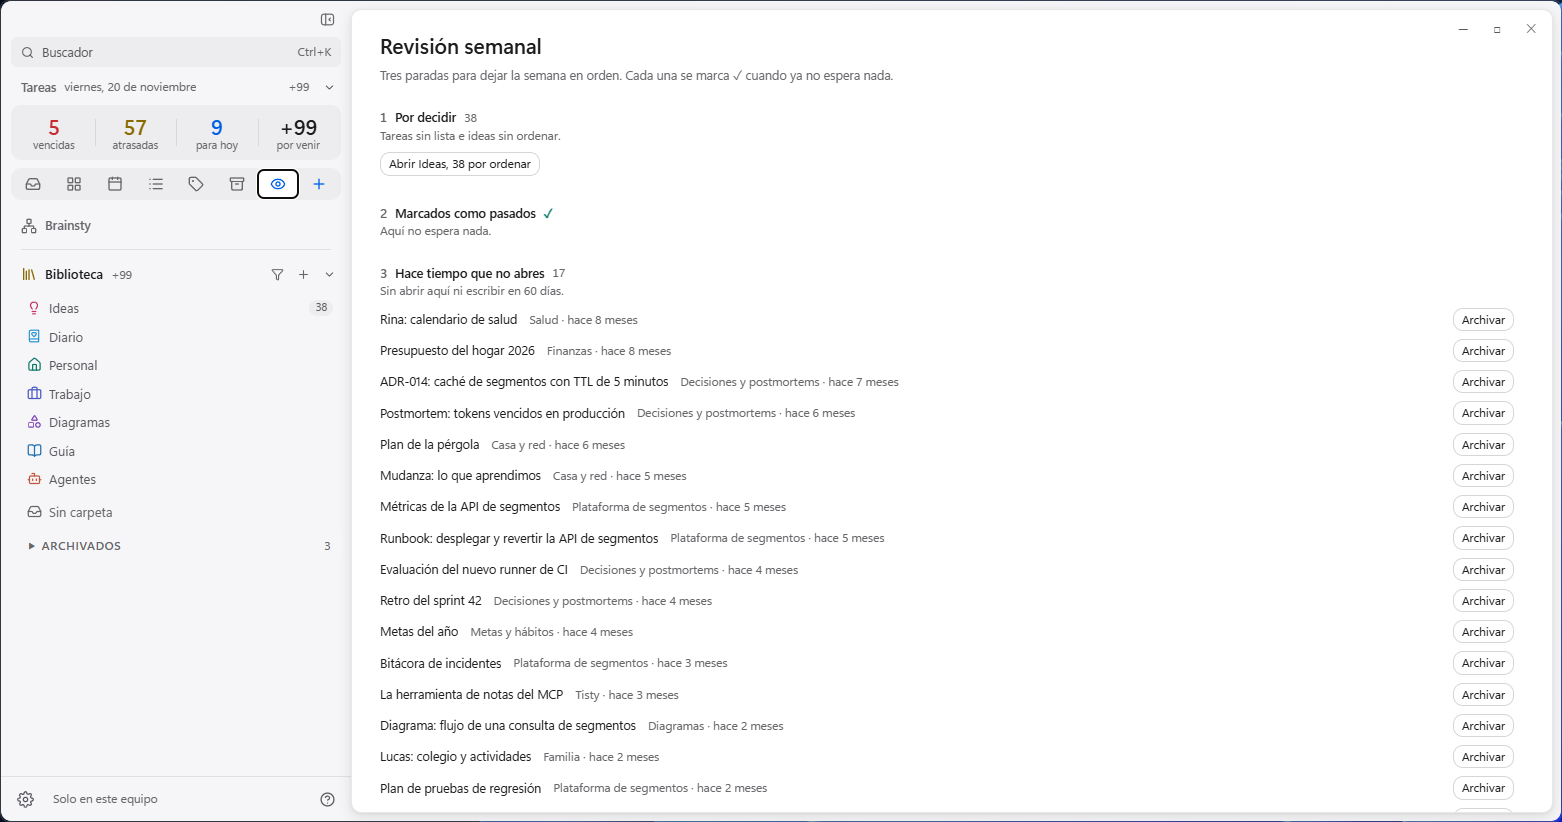 Buscador Ctrl+K
Tareas viernes, 20 de noviembre +99
5 57 9 +99
vencidas atrasadas para hoy por venir
Brainsty
Biblioteca +99
Ideas 38
Diario
Personal
Trabajo
Diagramas
Guía
Agentes
Sin carpeta
ARCHIVADOS 3
Solo en este equipo
Revisión semanal
Tres paradas para dejar la semana en orden. Cada una se marca ✓ cuando ya no espera nada.
1 Por decidir 38
Tareas sin lista e ideas sin ordenar.
Abrir Ideas, 38 por ordenar
2 Marcados como pasados ✓
Aquí no espera nada.
3 Hace tiempo que no abres 17
Sin abrir aquí ni escribir en 60 días.
Rina: calendario de salud Salud · hace 8 meses Archivar
Presupuesto del hogar 2026 Finanzas · hace 8 meses Archivar
ADR-014: caché de segmentos con TTL de 5 minutos Decisiones y postmortems · hace 7 meses Archivar
Postmortem: tokens vencidos en producción Decisiones y postmortems · hace 6 meses Archivar
Plan de la pérgola Casa y red · hace 6 meses Archivar
Mudanza: lo que aprendimos Casa y red · hace 5 meses Archivar
Métricas de la API de segmentos Plataforma de segmentos · hace 5 meses Archivar
Runbook: desplegar y revertir la API de segmentos Plataforma de segmentos · hace 5 meses Archivar
Evaluación del nuevo runner de CI Decisiones y postmortems · hace 4 meses Archivar
Retro del sprint 42 Decisiones y postmortems · hace 4 meses Archivar
Metas del año Metas y hábitos · hace 4 meses Archivar
Bitácora de incidentes Plataforma de segmentos · hace 3 meses Archivar
La herramienta de notas del MCP Tisty · hace 3 meses Archivar
Diagrama: flujo de una consulta de segmentos Diagramas · hace 2 meses Archivar
Lucas: colegio y actividades Familia · hace 2 meses Archivar
Plan de pruebas de regresión Plataforma de segmentos · hace 2 meses Archivar